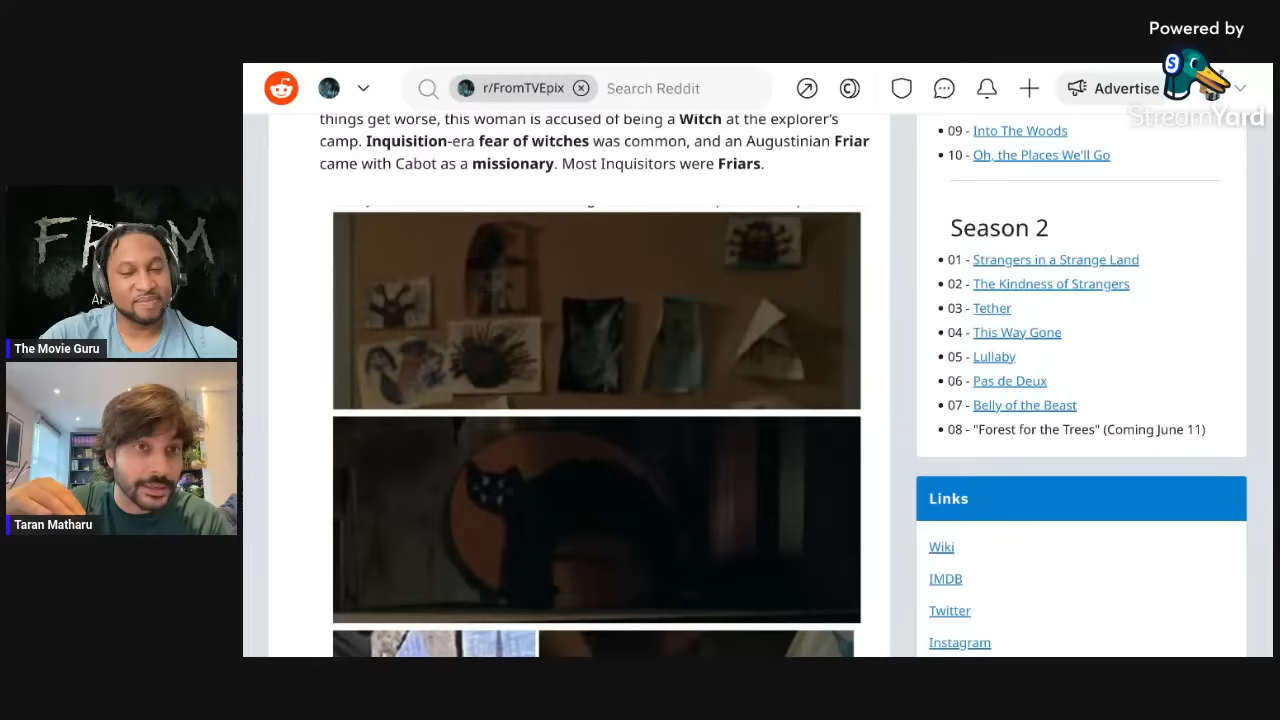 Powered by
StreamYard
r/FromTVEpix
Search Reddit
Advertise
things get worse, this woman is accused of being a Witch at the explorer's
camp. Inquisition-era fear of witches was common, and an Augustinian Friar
came with Cabot as a missionary. Most Inquisitors were Friars.
09 - Into The Woods
10 - Oh, the Places We'll Go
Season 2
01 - Strangers in a Strange Land
02 - The Kindness of Strangers
03 - Tether
04 - This Way Gone
05 - Lullaby
06 - Pas de Deux
07 - Belly of the Beast
08 - "Forest for the Trees" (Coming June 11)
Links
Wiki
IMDB
Twitter
Instagram
FROM
The Movie Guru
Taran Matharu